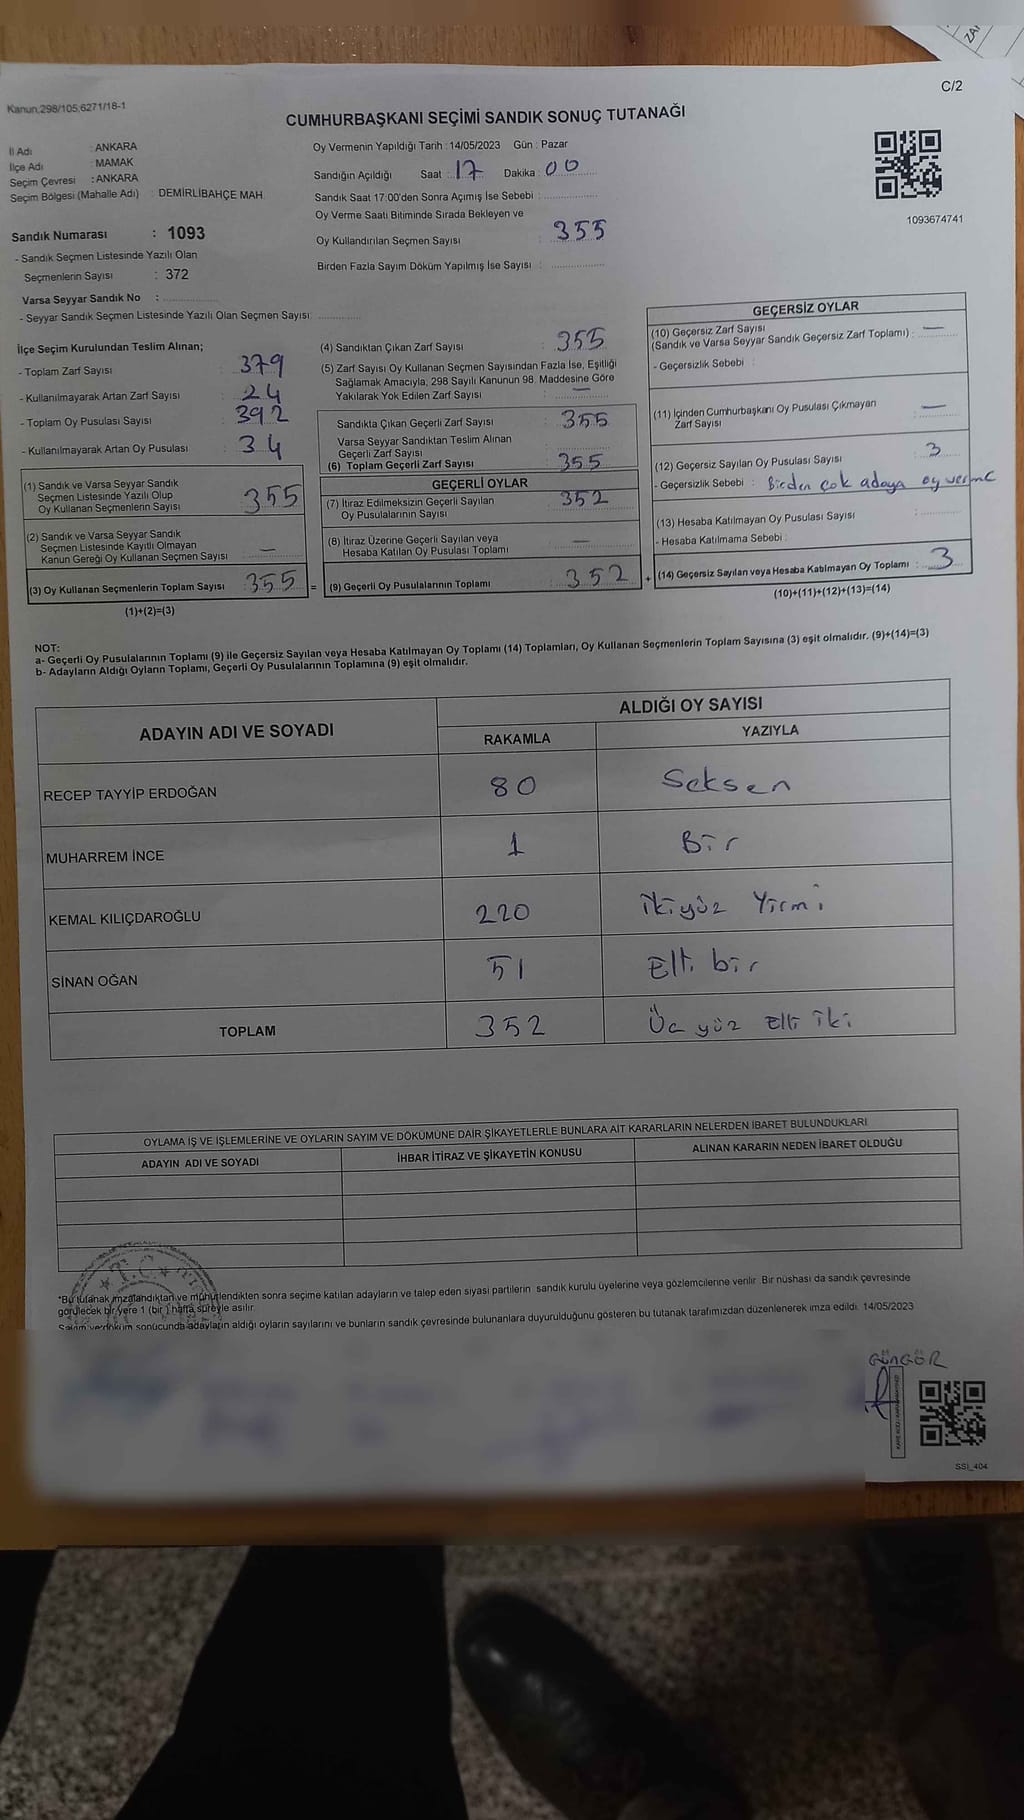 ZAR
C/2
Kanun:298/105;6271/18-1
CUMHURBAŞKANI SEÇİMİ SANDIK SONUÇ TUTANAĞI
İl Adı : ANKARA
İlçe Adı : MAMAK
Seçim Çevresi : ANKARA
Seçim Bölgesi (Mahalle Adı) : DEMİRLİBAHÇE MAH.
Sandık Numarası : 1093
- Sandık Seçmen Listesinde Yazılı Olan
Seçmenlerin Sayısı : 372
Varsa Seyyar Sandık No :
- Seyyar Sandık Seçmen Listesinde Yazılı Olan Seçmen Sayısı:
Oy Vermenin Yapıldığı Tarih : 14/05/2023 Gün : Pazar
Sandığın Açıldığı Saat : 17 Dakika : 00
Sandık Saat 17:00'den Sonra Açımış İse Sebebi :
Oy Verme Saati Bitiminde Sırada Bekleyen ve
Oy Kullandırılan Seçmen Sayısı : 355
Birden Fazla Sayım Döküm Yapılmış İse Sayısı :
1093674741
İlçe Seçim Kurulundan Teslim Alınan;
- Toplam Zarf Sayısı : 379
- Kullanılmayarak Artan Zarf Sayısı : 24
- Toplam Oy Pusulası Sayısı : 392
- Kullanılmayarak Artan Oy Pusulası : 34
(1) Sandık ve Varsa Seyyar Sandık
Seçmen Listesinde Yazılı Olup
Oy Kullanan Seçmenlerin Sayısı : 355
(2) Sandık ve Varsa Seyyar Sandık
Seçmen Listesinde Kayıtlı Olmayan
Kanun Gereği Oy Kullanan Seçmen Sayısı : —
(3) Oy Kullanan Seçmenlerin Toplam Sayısı : 355 =
(1)+(2)=(3)
(4) Sandıktan Çıkan Zarf Sayısı : 355
(5) Zarf Sayısı Oy Kullanan Seçmen Sayısından Fazla İse, Eşitliği
Sağlamak Amacıyla, 298 Sayılı Kanunun 98. Maddesine Göre
Yakılarak Yok Edilen Zarf Sayısı : —
Sandıkta Çıkan Geçerli Zarf Sayısı : 355
Varsa Seyyar Sandıktan Teslim Alınan
Geçerli Zarf Sayısı :
(6) Toplam Geçerli Zarf Sayısı : 355
GEÇERLİ OYLAR
(7) İtiraz Edilmeksizin Geçerli Sayılan
Oy Pusulalarının Sayısı : 352
(8) İtiraz Üzerine Geçerli Sayılan veya
Hesaba Katılan Oy Pusulası Toplamı : —
(9) Geçerli Oy Pusulalarının Toplamı : 352 +
GEÇERSİZ OYLAR
(10) Geçersiz Zarf Sayısı
(Sandık ve Varsa Seyyar Sandık Geçersiz Zarf Toplamı) : —
- Geçersizlik Sebebi :
(11) İçinden Cumhurbaşkanı Oy Pusulası Çıkmayan
Zarf Sayısı : —
(12) Geçersiz Sayılan Oy Pusulası Sayısı : 3
- Geçersizlik Sebebi : Birden çok adaya oy verme
(13) Hesaba Katılmayan Oy Pusulası Sayısı :
- Hesaba Katılmama Sebebi :
(14) Geçersiz Sayılan veya Hesaba Katılmayan Oy Toplamı : 3
(10)+(11)+(12)+(13)=(14)
NOT:
a- Geçerli Oy Pusulalarının Toplamı (9) ile Geçersiz Sayılan veya Hesaba Katılmayan Oy Toplamı (14) Toplamları, Oy Kullanan Seçmenlerin Toplam Sayısına (3) eşit olmalıdır. (9)+(14)=(3)
b- Adayların Aldığı Oyların Toplamı, Geçerli Oy Pusulalarının Toplamına (9) eşit olmalıdır.
ADAYIN ADI VE SOYADI ALDIĞI OY SAYISI
RAKAMLA YAZIYLA
RECEP TAYYİP ERDOĞAN 80 Seksen
MUHARREM İNCE 1 Bir
KEMAL KILIÇDAROĞLU 220 İkiyüz Yirmi
SİNAN OĞAN 51 Elli bir
TOPLAM 352 Üç yüz Elli iki
OYLAMA İŞ VE İŞLEMLERİNE VE OYLARIN SAYIM VE DÖKÜMÜNE DAİR ŞİKAYETLERLE BUNLARA AİT KARARLARIN NELERDEN İBARET BULUNDUKLARI
ADAYIN ADI VE SOYADI İHBAR İTİRAZ VE ŞİKAYETİN KONUSU ALINAN KARARIN NEDEN İBARET OLDUĞU
T.C.
*Bu tutanak imzalandıktan ve mühürlendikten sonra seçime katılan adayların ve talep eden siyasi partilerin sandık kurulu üyelerine veya gözlemcilerine verilir. Bir nüshası da sandık çevresinde
görülecek bir yere 1 (bir) hafta süreyle asılır.
Sayım ve döküm sonucunda adayların aldığı oyların sayılarını ve bunların sandık çevresinde bulunanlara duyurulduğunu gösteren bu tutanak tarafımızdan düzenlenerek imza edildi. 14/05/2023
GÜNGÖR
SSI_404